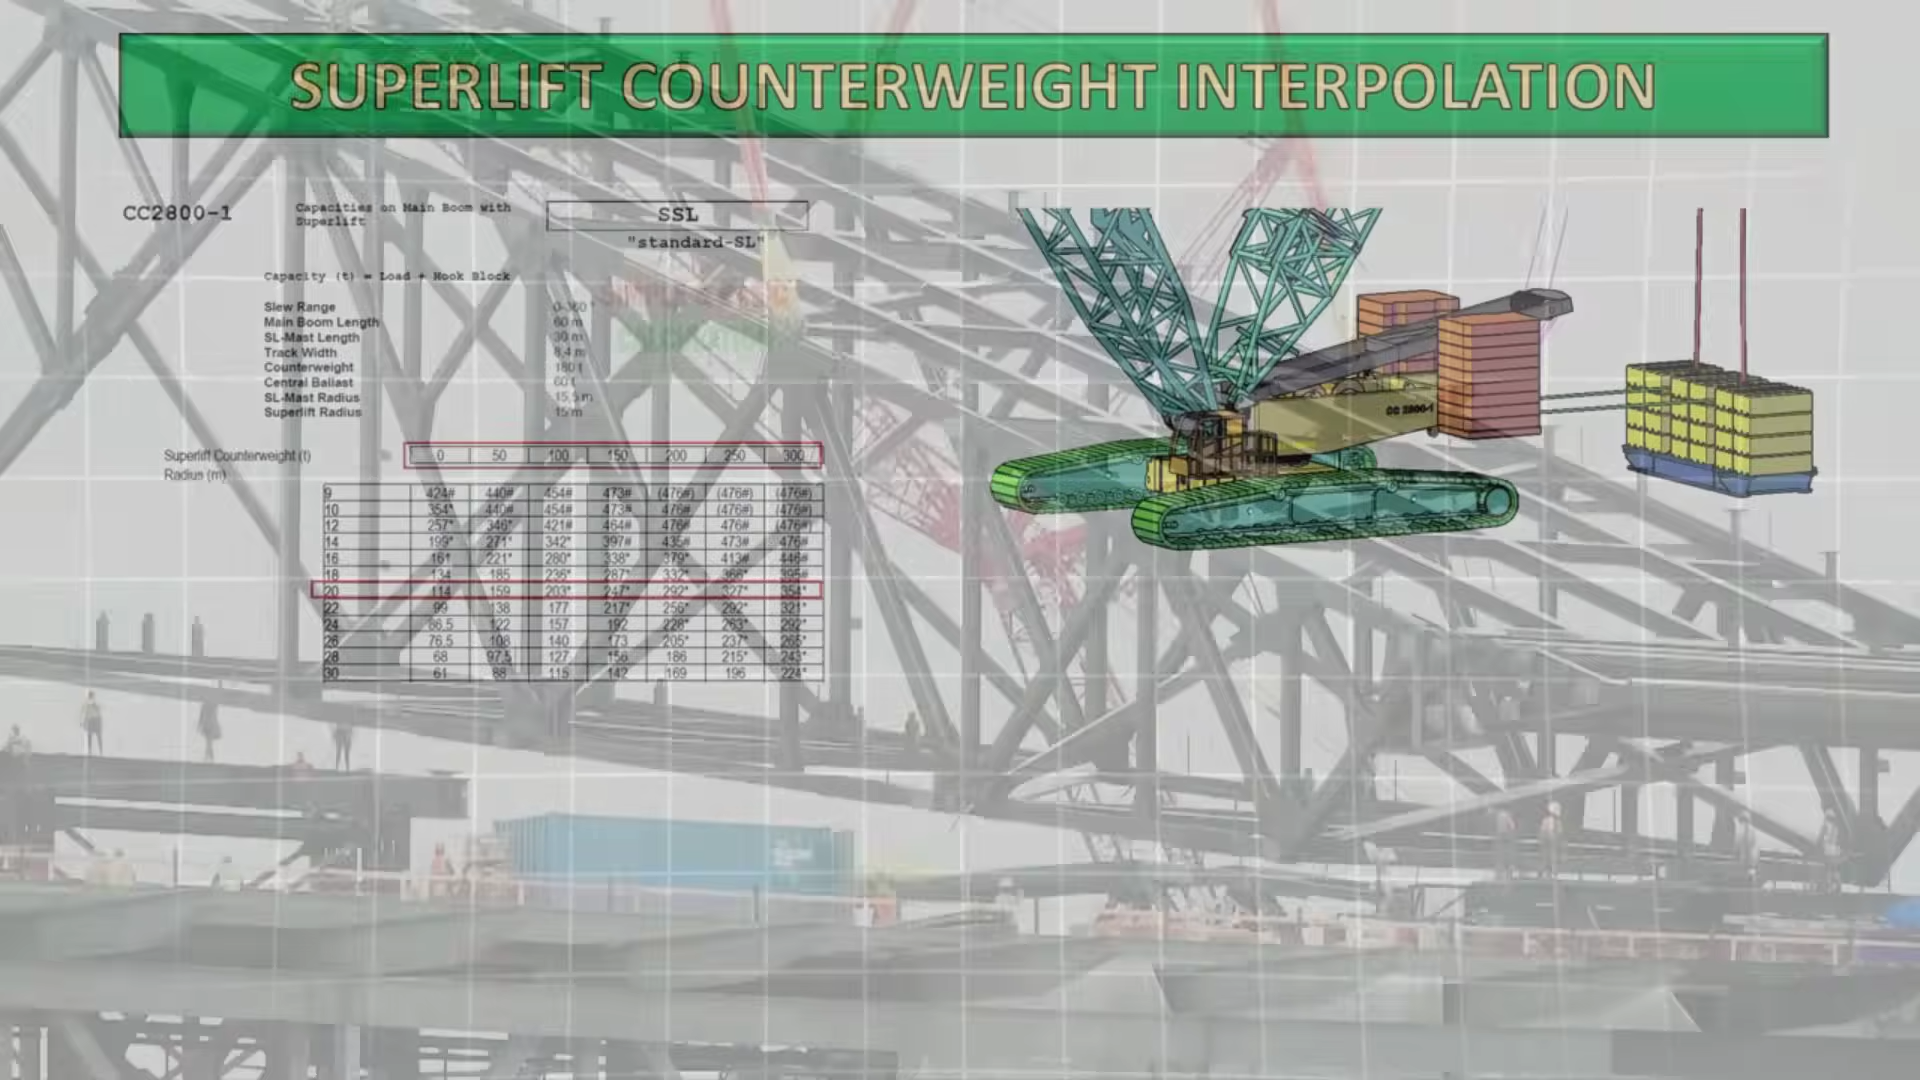 SUPERLIFT COUNTERWEIGHT INTERPOLATION
CC2800-1
Capacities on Main Boom with
Superlift
SSL
"standard-SL"
Capacity (t) = Load + Hook Block
Slew Range 0-360 °
Main Boom Length 60 m
SL-Mast Length 30 m
Track Width 8,4 m
Counterweight 180 t
Central Ballast 60 t
SL-Mast Radius 15,5 m
Superlift Radius 15 m
Superlift Counterweight (t) 0 50 100 150 200 250 300
Radius (m)
9 424# 440# 454# 473# (476#) (476#) (476#)
10 354* 440# 454# 473# 476# (476#) (476#)
12 257* 346* 421# 464# 476# 476# (476#)
14 199* 271* 342* 397# 435# 473# 476#
16 161 221* 280* 338* 379* 413# 446#
18 134 185 236* 287* 332* 366* 395#
20 114 159 203* 247* 292* 327* 354*
22 99 138 177 217* 256* 292* 321*
24 86.5 122 157 192 228* 263* 292*
26 76.5 108 140 173 205* 237* 265*
28 68 97.5 127 156 186 215* 243*
30 61 88 115 142 169 196 224*
CC 2800-1